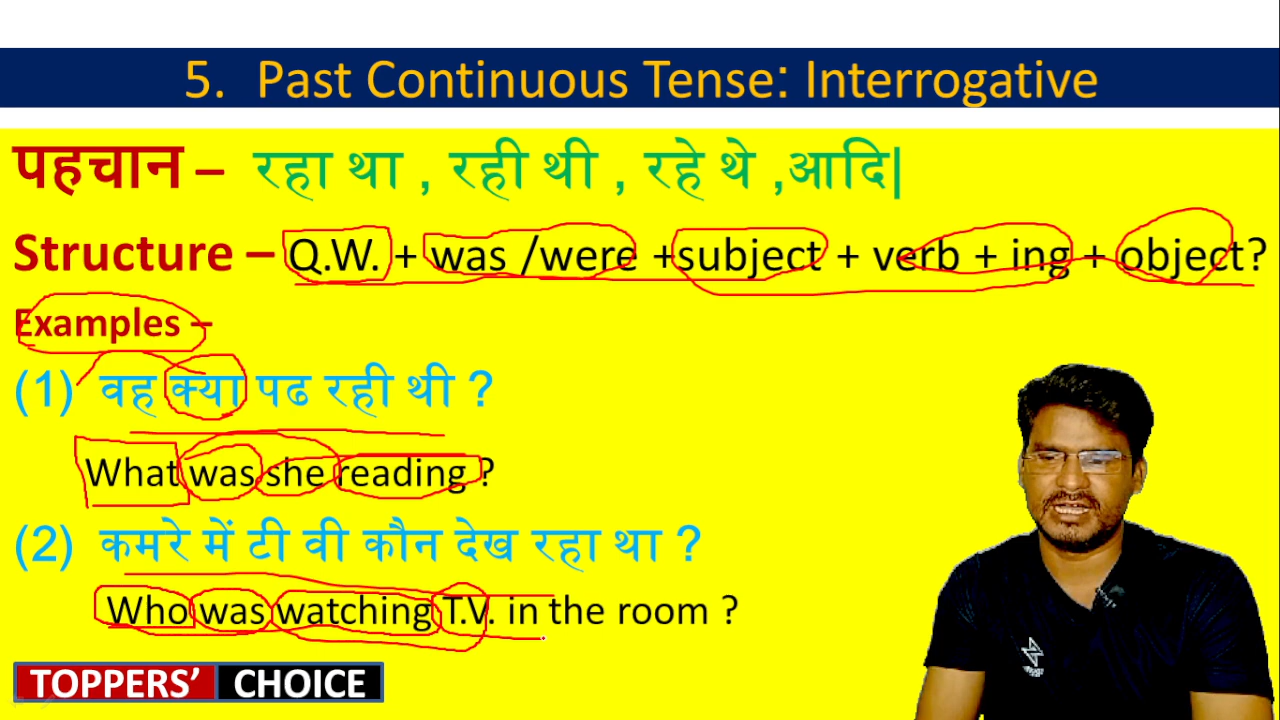 5. Past Continuous Tense: Interrogative
पहचान – रहा था , रही थी , रहे थे ,आदि|
Structure – Q.W. + was /were +subject + verb + ing + object?
Examples –
(1) वह क्या पढ रही थी ?
What was she reading ?
(2) कमरे में टी वी कौन देख रहा था ?
Who was watching T.V. in the room ?
TOPPERS’ CHOICE